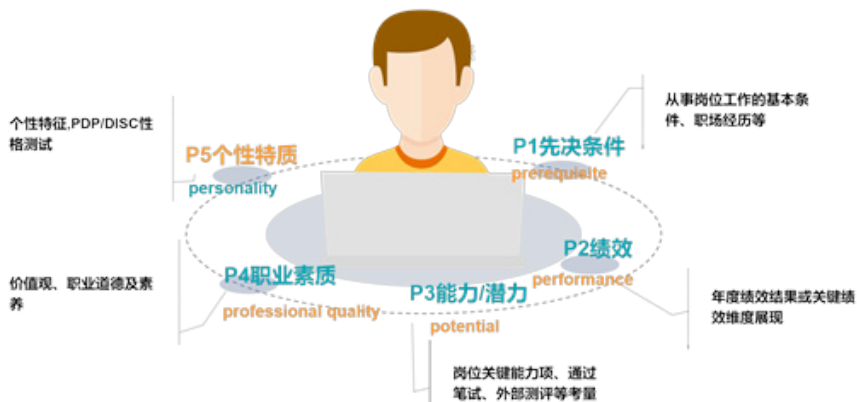 从事岗位工作的基本条
件、职场经历等
个性特征,PDP/DISC性
格测试
P1先决条件
prerequisite
P5个性特质
personality
P2绩效
performance
P4职业素质
professional quality
P3能力/潜力
potential
价值观、职业道德及素
养
年度绩效结果或关键绩
效维度展现
岗位关键能力项、通过
笔试、外部测评等考量